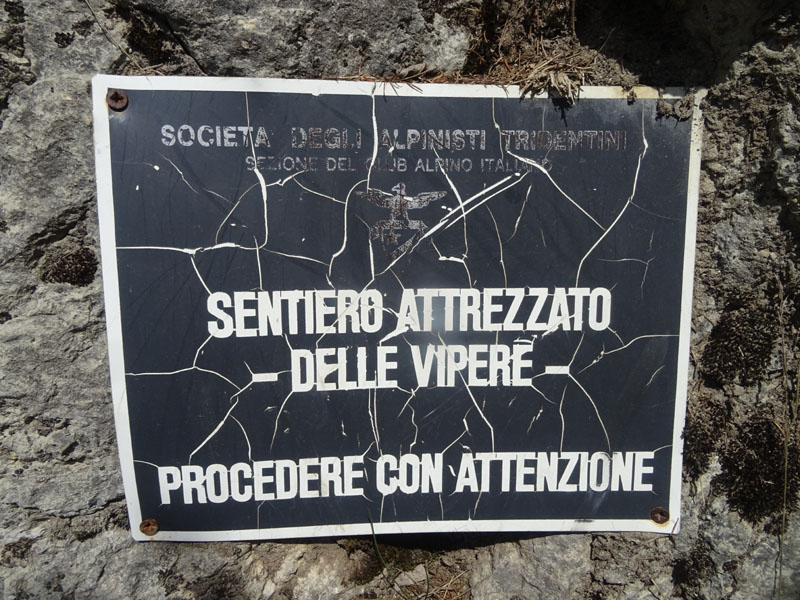 SOCIETA DEGLI ALPINISTI TRIDENTINI
SEZIONE DEL CLUB ALPINO ITALIANO
SENTIERO ATTREZZATO
- DELLE VIPERE -
PROCEDERE CON ATTENZIONE